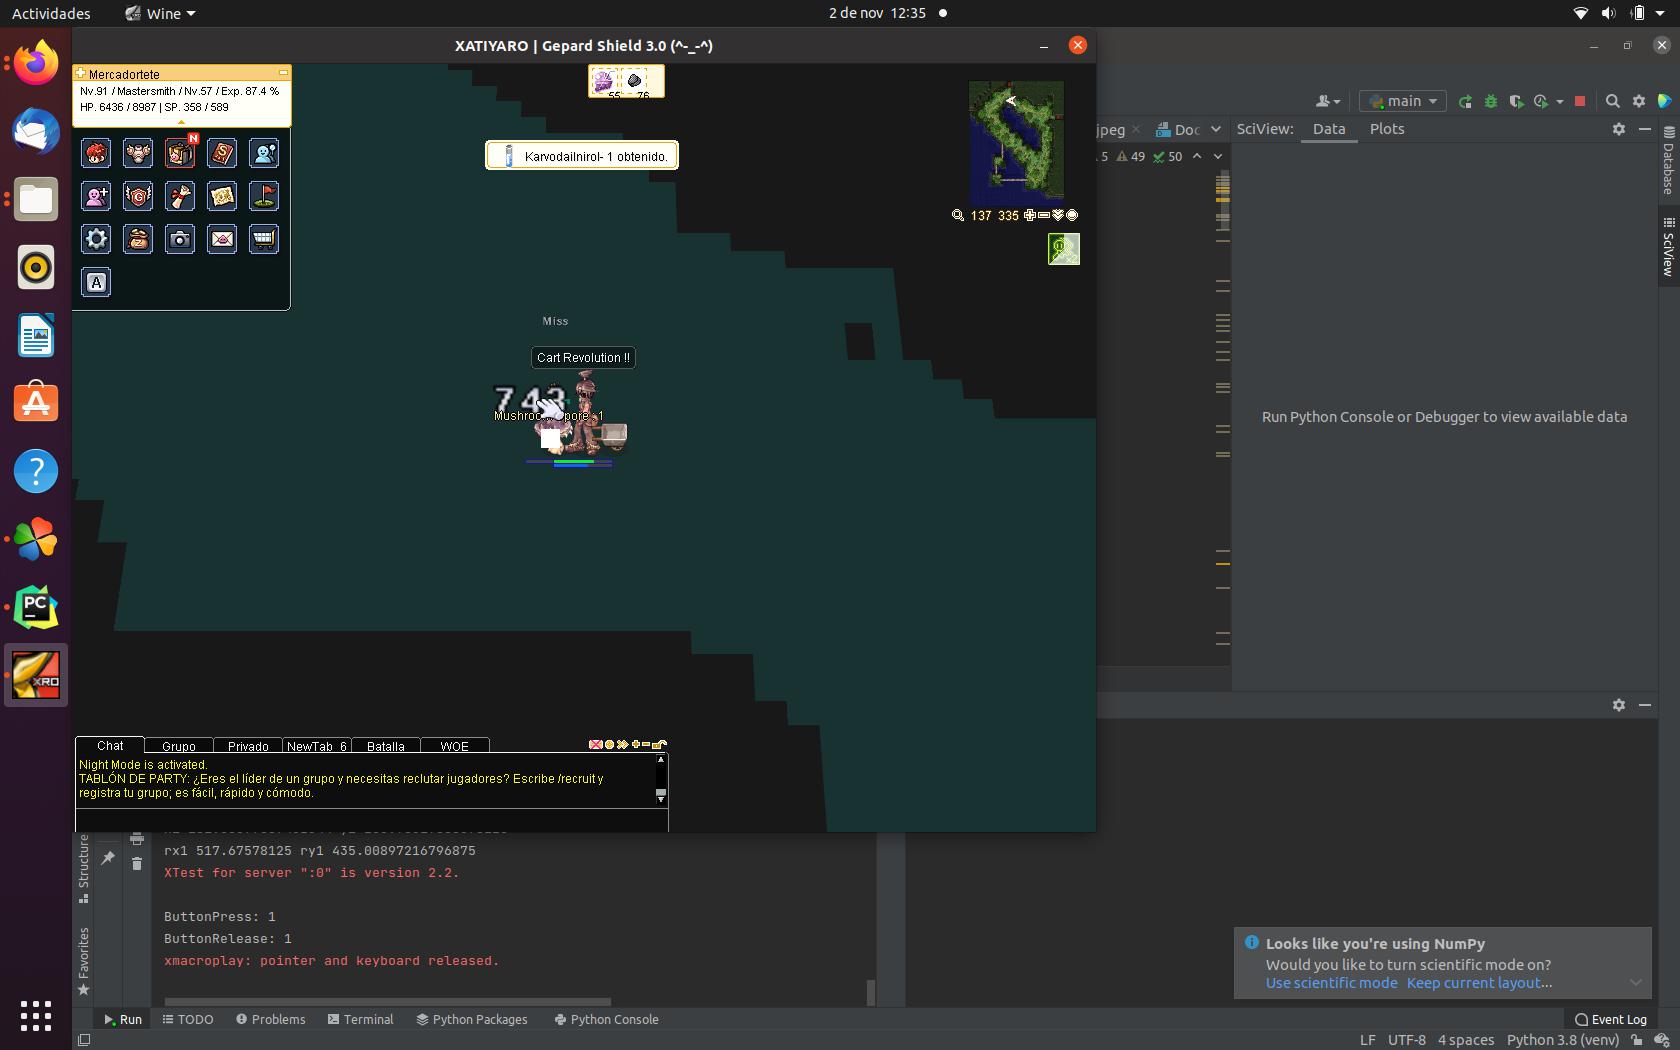 Actividades
Wine
2 de nov 12:35
XATIYARO | Gepard Shield 3.0 (^-_-^)
Mercadortete
Nv.91 / Mastersmith / Nv.57 / Exp. 87.4 %
HP. 6436 / 8987 | SP. 358 / 589
N
A
55 76
Karvodailnirol- 1 obtenido.
137 335
Miss
Cart Revolution !!
743
Chat Grupo Privado NewTab_6 Batalla WOE
Night Mode is activated.
TABLÓN DE PARTY: ¿Eres el líder de un grupo y necesitas reclutar jugadores? Escribe /recruit y
registra tu grupo; es fácil, rápido y cómodo.
main
jpeg Doc
SciView: Data Plots
5 49 50
Database
SciView
Run Python Console or Debugger to view available data
PC
XRO
Structure
Favorites
rx1 517.67578125 ry1 435.00897216796875
XTest for server ":0" is version 2.2.
ButtonPress: 1
ButtonRelease: 1
xmacroplay: pointer and keyboard released.
Looks like you're using NumPy
Would you like to turn scientific mode on?
Use scientific mode Keep current layout...
Run TODO Problems Terminal Python Packages Python Console
Event Log
LF UTF-8 4 spaces Python 3.8 (venv)